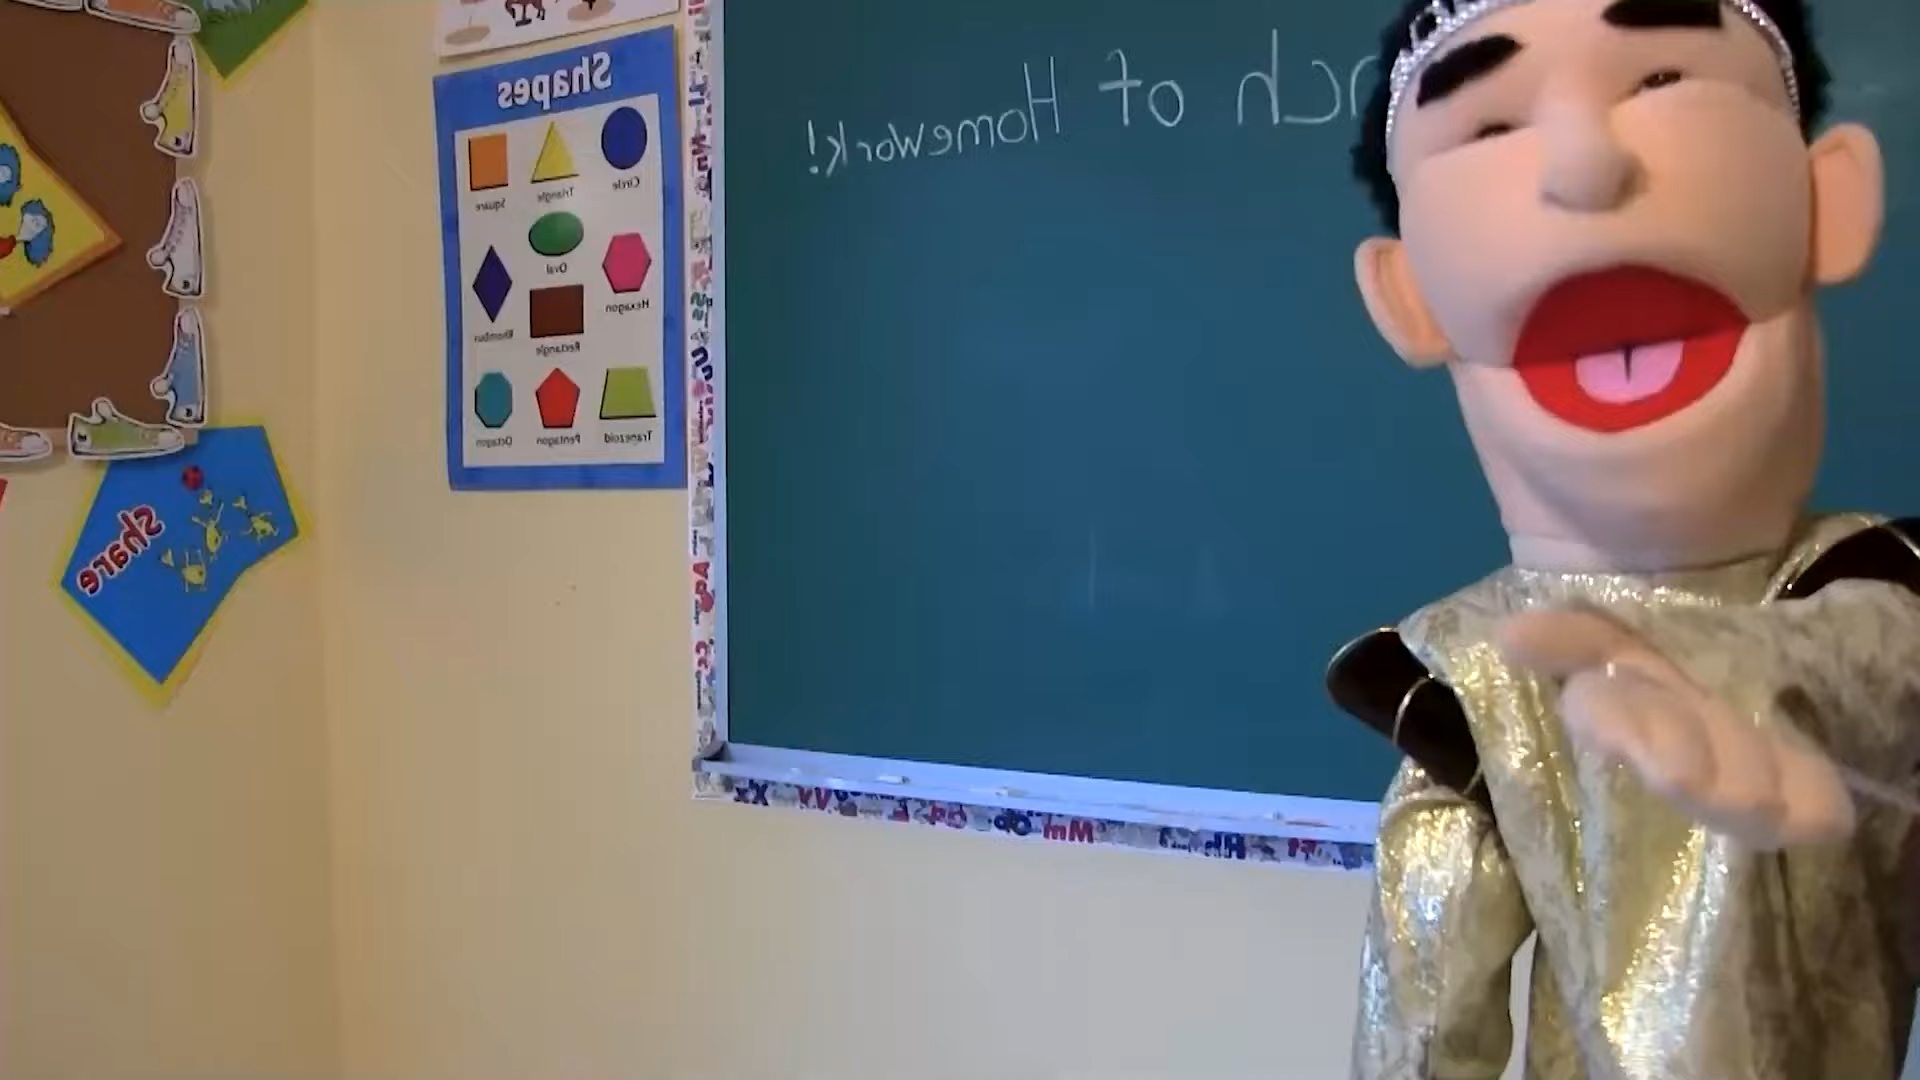 nch of Homework!
Shapes
Circle
Triangle
Square
Oval
Hexagon
Rhombus
Rectangle
Trapezoid
Pentagon
Octagon
Share